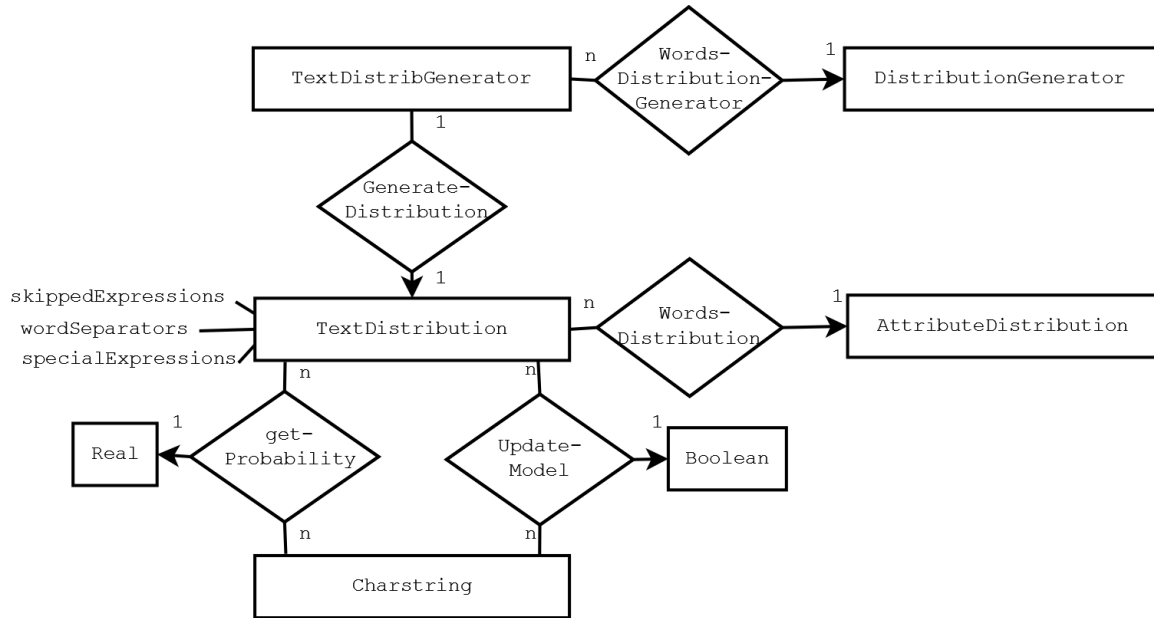 n
Words-
1
TextDistribGenerator
Distribution-
DistributionGenerator
Generator
1
Generate-
Distribution
1
skippedExpressions
n
1
wordSeparators
TextDistribution
Words-
Distribution
AttributeDistribution
specialExpressions
n
n
1
1
get-
Probability
Update-
Model
Real
Boolean
n
n
Charstring